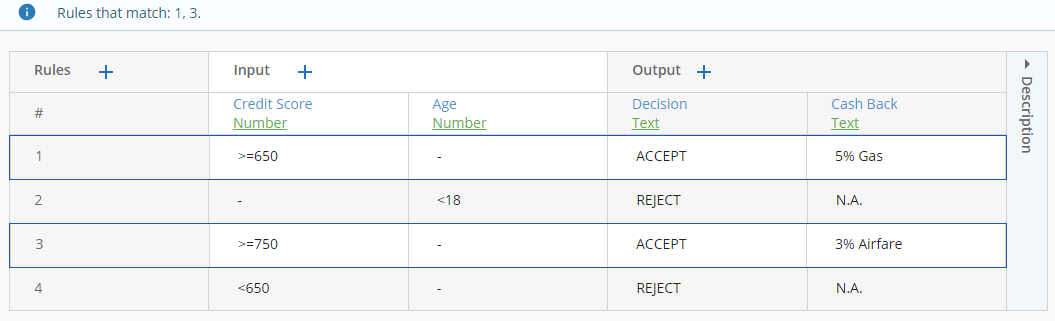 Rules that match: 1, 3.
Rules + Input + Output +
# Credit Score Age Decision Cash Back
Number Number Text Text
1 >=650 - ACCEPT 5% Gas
2 - <18 REJECT N.A.
3 >=750 - ACCEPT 3% Airfare
4 <650 - REJECT N.A.
Description